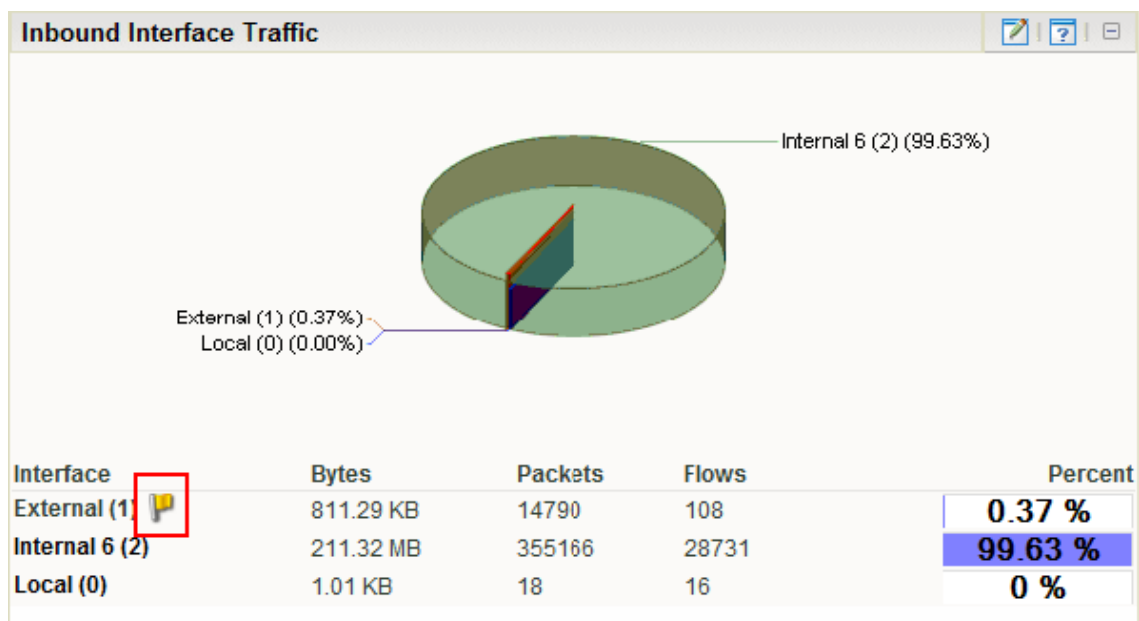 Inbound Interface Traffic
Internal 6 (2) (99.63%)
External (1) (0.37%)
Local (0) (0.00%)
Interface Bytes Packets Flows Percent
External (1) 811.29 KB 14790 108 0.37 %
Internal 6 (2) 211.32 MB 355166 28731 99.63 %
Local (0) 1.01 KB 18 16 0 %